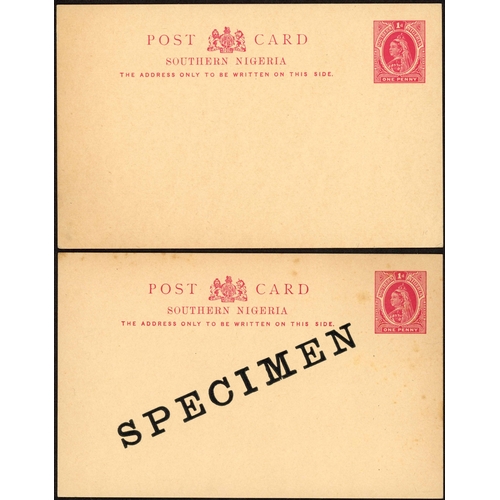 POST CARD
SOUTHERN NIGERIA
THE ADDRESS ONLY TO BE WRITTEN ON THIS SIDE.
1D
ONE PENNY
POST CARD
SOUTHERN NIGERIA
THE ADDRESS ONLY TO BE WRITTEN ON THIS SIDE.
1D
ONE PENNY
SPECIMEN